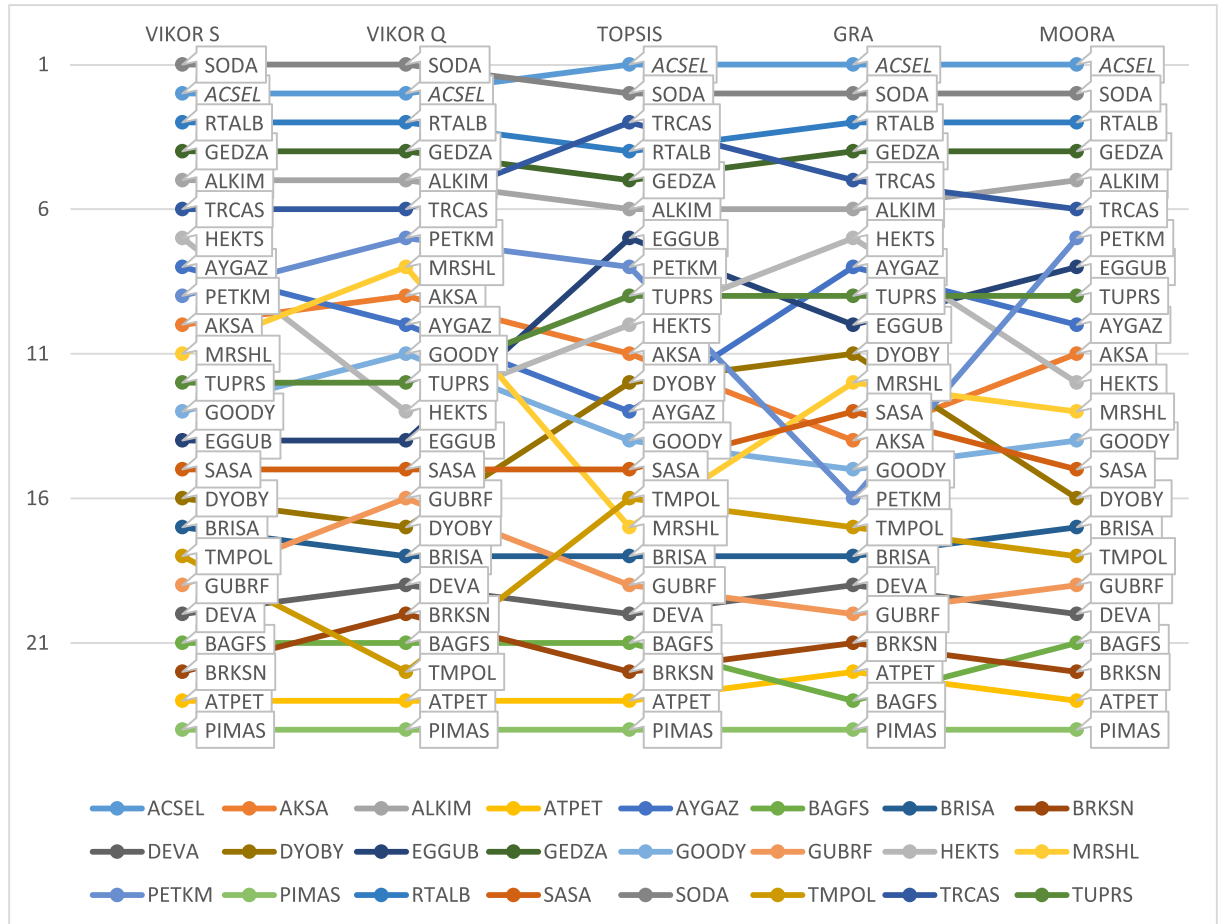 VIKOR S VIKOR Q TOPSIS GRA MOORA
1 SODA SODA ACSEL ACSEL ACSEL
ACSEL ACSEL SODA SODA SODA
RTALB RTALB TRCAS RTALB RTALB
GEDZA GEDZA RTALB GEDZA GEDZA
ALKIM ALKIM GEDZA TRCAS ALKIM
6 TRCAS TRCAS ALKIM ALKIM TRCAS
HEKTS PETKM EGGUB HEKTS PETKM
AYGAZ MRSHL PETKM AYGAZ EGGUB
PETKM AKSA TUPRS TUPRS TUPRS
AKSA AYGAZ HEKTS EGGUB AYGAZ
11 MRSHL GOODY AKSA DYOBY AKSA
TUPRS TUPRS DYOBY MRSHL HEKTS
GOODY HEKTS AYGAZ SASA MRSHL
EGGUB EGGUB GOODY AKSA GOODY
SASA SASA SASA GOODY SASA
16 DYOBY GUBRF TMPOL PETKM DYOBY
BRISA DYOBY MRSHL TMPOL BRISA
TMPOL BRISA BRISA BRISA TMPOL
GUBRF DEVA GUBRF DEVA GUBRF
DEVA BRKSN DEVA GUBRF DEVA
21 BAGFS BAGFS BAGFS BRKSN BAGFS
BRKSN TMPOL BRKSN ATPET BRKSN
ATPET ATPET ATPET BAGFS ATPET
PIMAS PIMAS PIMAS PIMAS PIMAS
ACSEL AKSA ALKIM ATPET AYGAZ BAGFS BRISA BRKSN
DEVA DYOBY EGGUB GEDZA GOODY GUBRF HEKTS MRSHL
PETKM PIMAS RTALB SASA SODA TMPOL TRCAS TUPRS